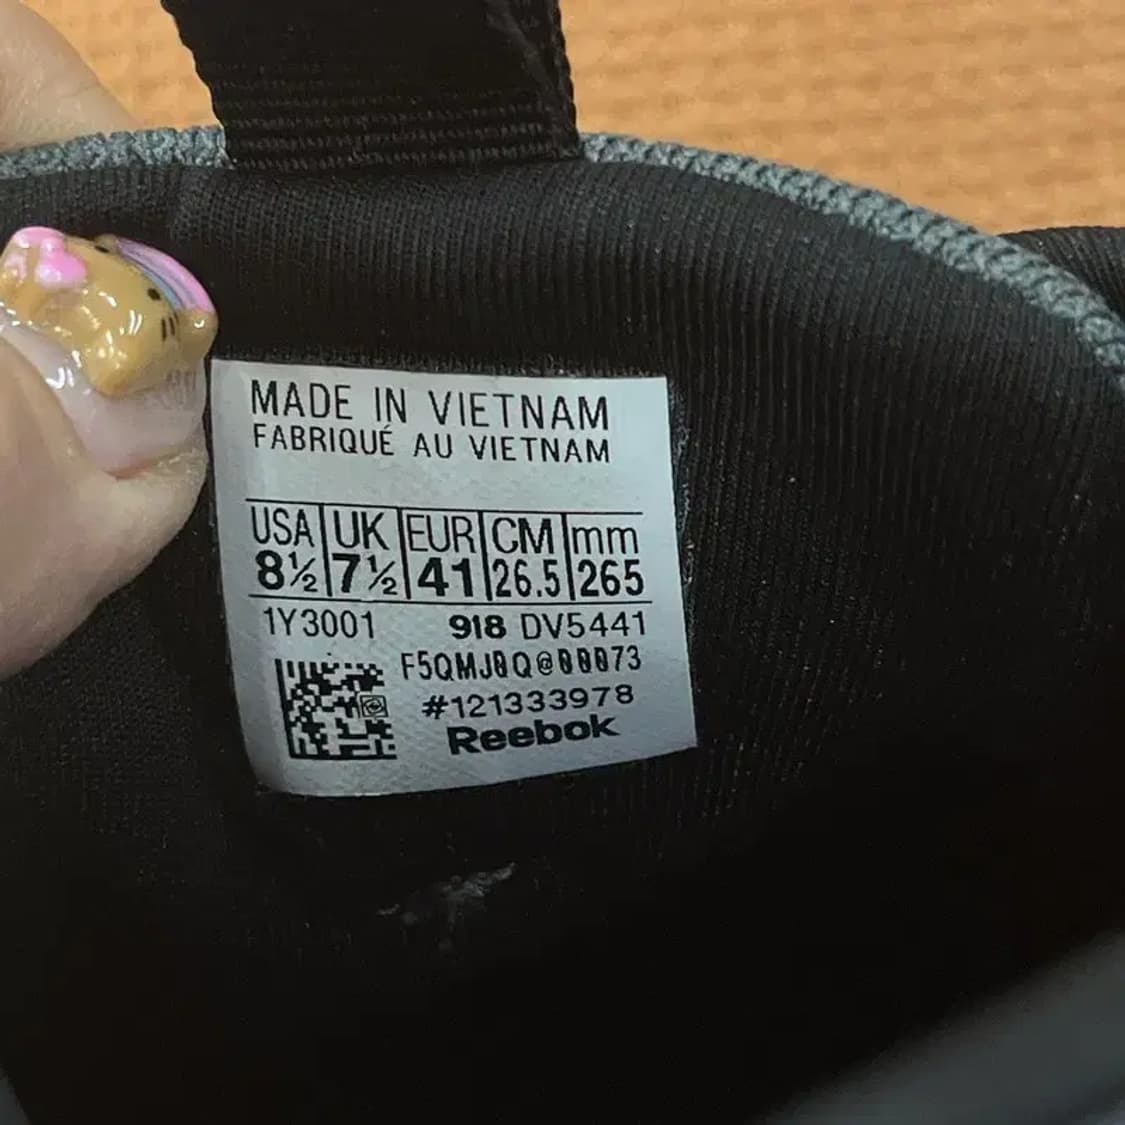 MADE IN VIETNAM
FABRIQUÉ AU VIETNAM
USA UK EUR CM mm
8½ 7½ 41 26.5 265
1Y3001 918 DV5441
F5QMJ0Q@00073
#121333978
Reebok